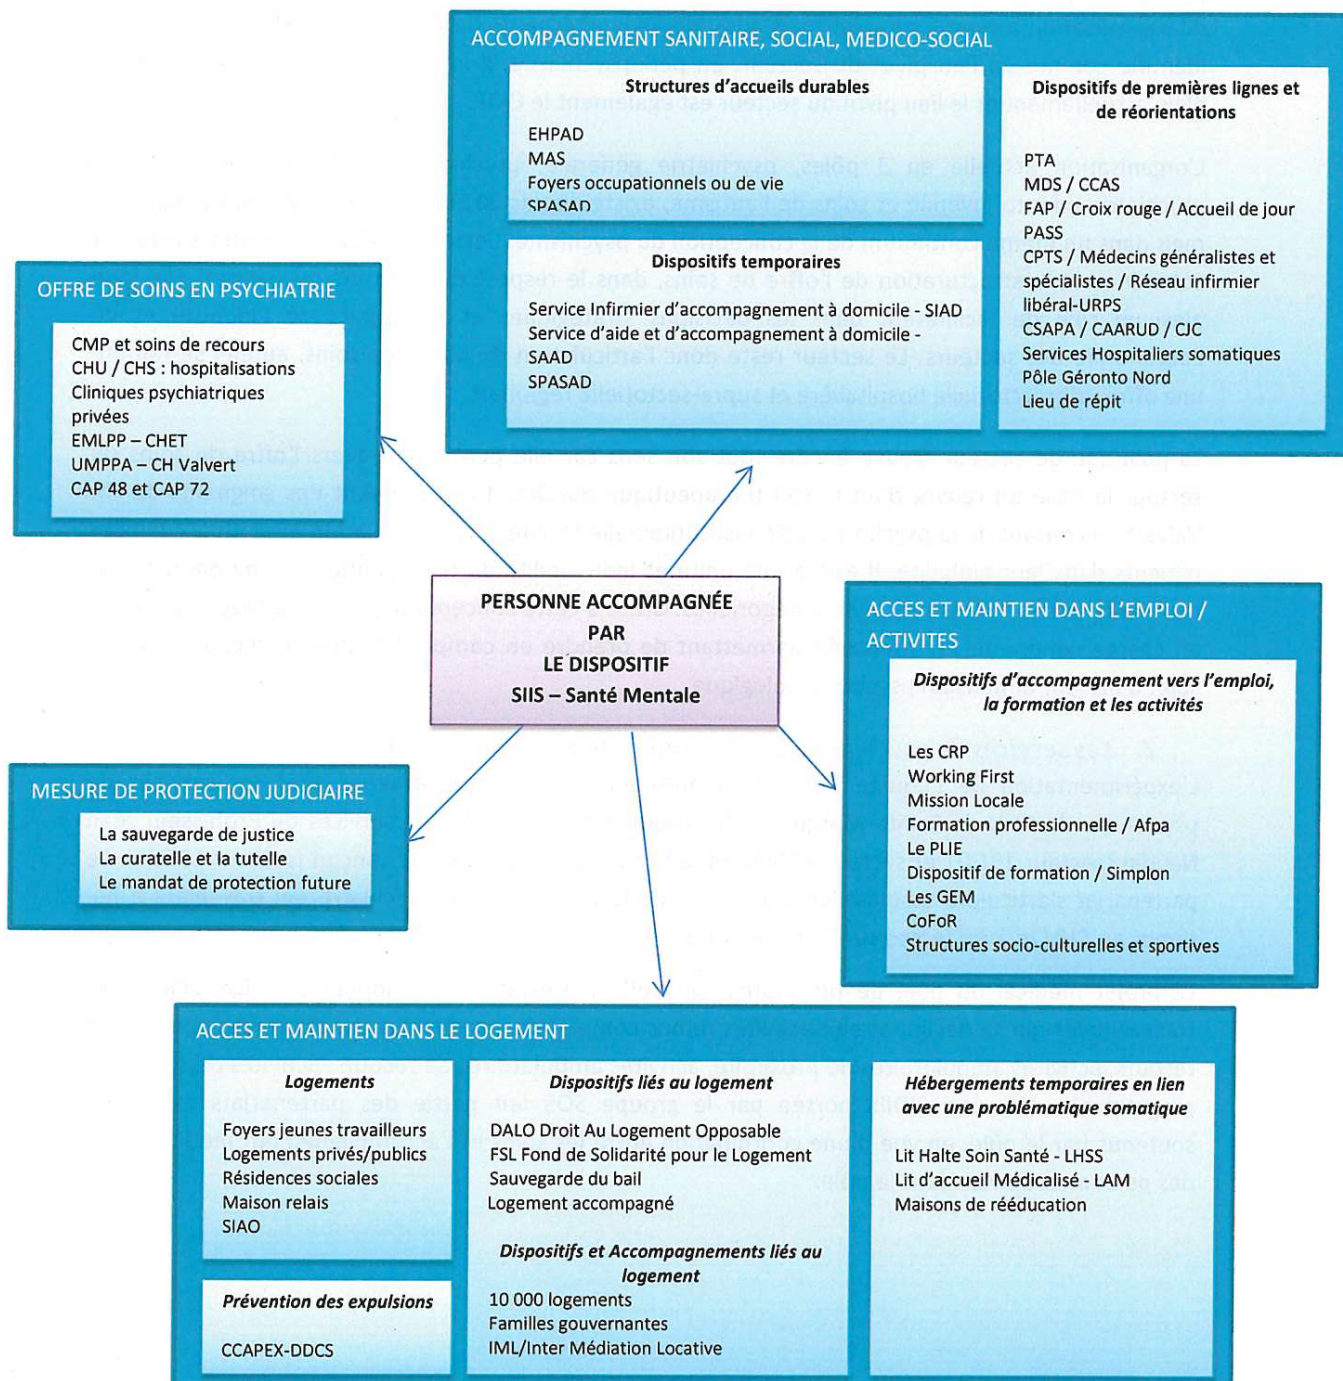 ACCOMPAGNEMENT SANITAIRE, SOCIAL, MEDICO-SOCIAL
Structures d'accueils durables
EHPAD
MAS
Foyers occupationnels ou de vie
SPASAD
Dispositifs temporaires
Service Infirmier d'accompagnement à domicile - SIAD
Service d'aide et d'accompagnement à domicile -
SAAD
SPASAD
Dispositifs de premières lignes et
de réorientations
PTA
MDS / CCAS
FAP / Croix rouge / Accueil de jour
PASS
CPTS / Médecins généralistes et
spécialistes / Réseau infirmier
libéral-URPS
CSAPA / CAARUD / CJC
Services Hospitaliers somatiques
Pôle Géronto Nord
Lieu de répit
OFFRE DE SOINS EN PSYCHIATRIE
CMP et soins de recours
CHU / CHS : hospitalisations
Cliniques psychiatriques
privées
EMLPP – CHET
UMPPA – CH Valvert
CAP 48 et CAP 72
PERSONNE ACCOMPAGNÉE
PAR
LE DISPOSITIF
SIIS – Santé Mentale
ACCES ET MAINTIEN DANS L'EMPLOI /
ACTIVITES
Dispositifs d'accompagnement vers l'emploi,
la formation et les activités
Les CRP
Working First
Mission Locale
Formation professionnelle / Afpa
Le PLIE
Dispositif de formation / Simplon
Les GEM
CoFoR
Structures socio-culturelles et sportives
MESURE DE PROTECTION JUDICIAIRE
La sauvegarde de justice
La curatelle et la tutelle
Le mandat de protection future
ACCES ET MAINTIEN DANS LE LOGEMENT
Logements
Foyers jeunes travailleurs
Logements privés/publics
Résidences sociales
Maison relais
SIAO
Prévention des expulsions
CCAPEX-DDCS
Dispositifs liés au logement
DALO Droit Au Logement Opposable
FSL Fond de Solidarité pour le Logement
Sauvegarde du bail
Logement accompagné
Dispositifs et Accompagnements liés au
logement
10 000 logements
Familles gouvernantes
IML/Inter Médiation Locative
Hébergements temporaires en lien
avec une problématique somatique
Lit Halte Soin Santé - LHSS
Lit d'accueil Médicalisé - LAM
Maisons de rééducation